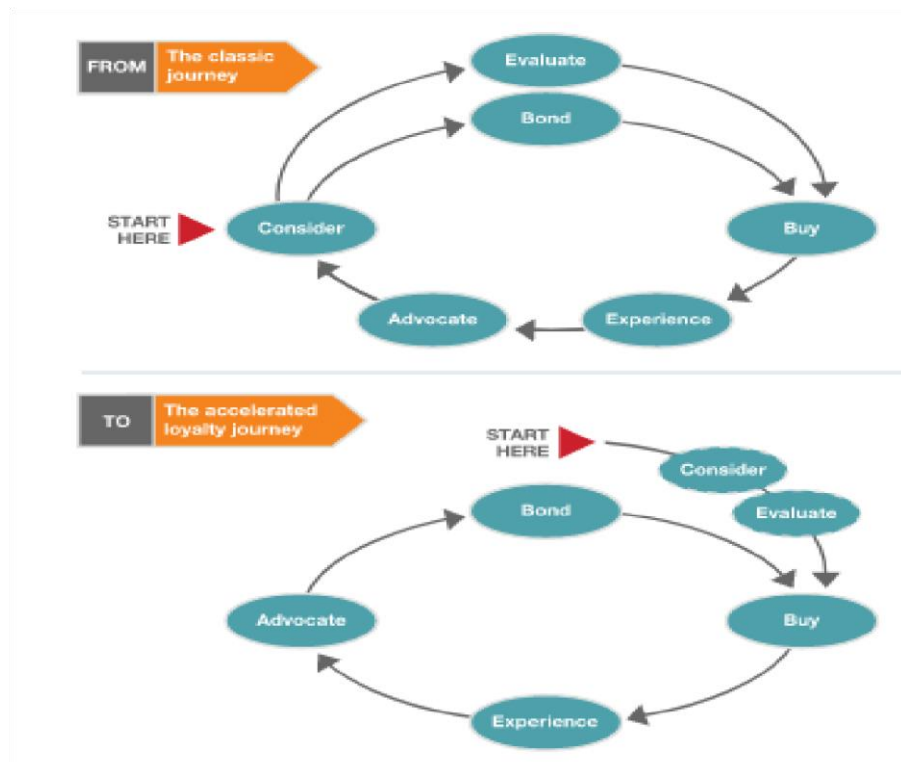 FROM
The classic
journey
Evaluate
Bond
START
HERE
Consider
Buy
Advocate
Experience
TO
The accelerated
loyalty journey
START
HERE
Consider
Evaluate
Bond
Advocate
Buy
Experience